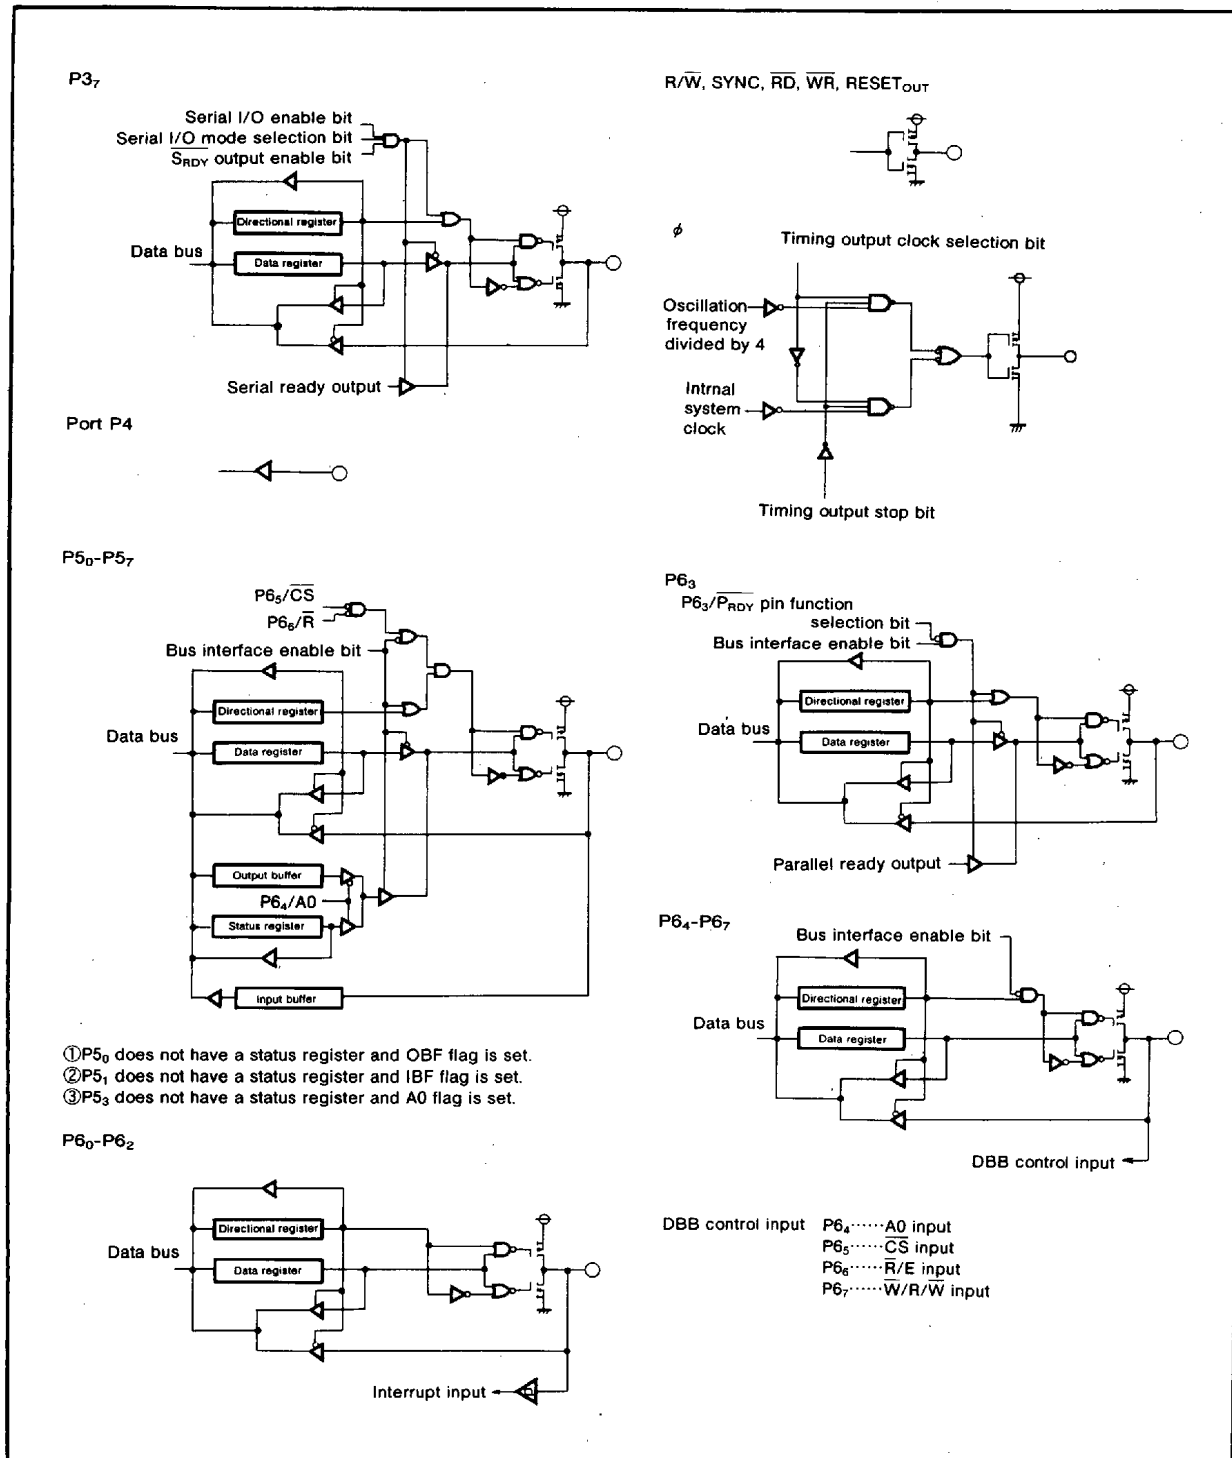 P3₇
Serial I/O enable bit
Serial I/O mode selection bit
S̅R̅D̅Y̅ output enable bit
Directional register
Data bus
Data register
Serial ready output
Port P4
P5₀-P5₇
P6₅/C̅S̅
P6₆/R̅
Bus interface enable bit
Directional register
Data bus
Data register
Output buffer
P6₄/A0
Status register
Input buffer
①P5₀ does not have a status register and OBF flag is set.
②P5₁ does not have a status register and IBF flag is set.
③P5₃ does not have a status register and A0 flag is set.
P6₀-P6₂
Directional register
Data bus
Data register
Interrupt input
R/W̅, SYNC, R̅D̅, W̅R̅, RESETOUT
ϕ
Timing output clock selection bit
Oscillation
frequency
divided by 4
Intrnal
system
clock
Timing output stop bit
P6₃
P6₃/P̅R̅D̅Y̅ pin function
selection bit
Bus interface enable bit
Directional register
Data bus
Data register
Parallel ready output
P6₄-P6₇
Bus interface enable bit
Directional register
Data bus
Data register
DBB control input
DBB control input P6₄······A0 input
P6₅······C̅S̅ input
P6₆······R̅/E input
P6₇······W̅/R/W̅ input